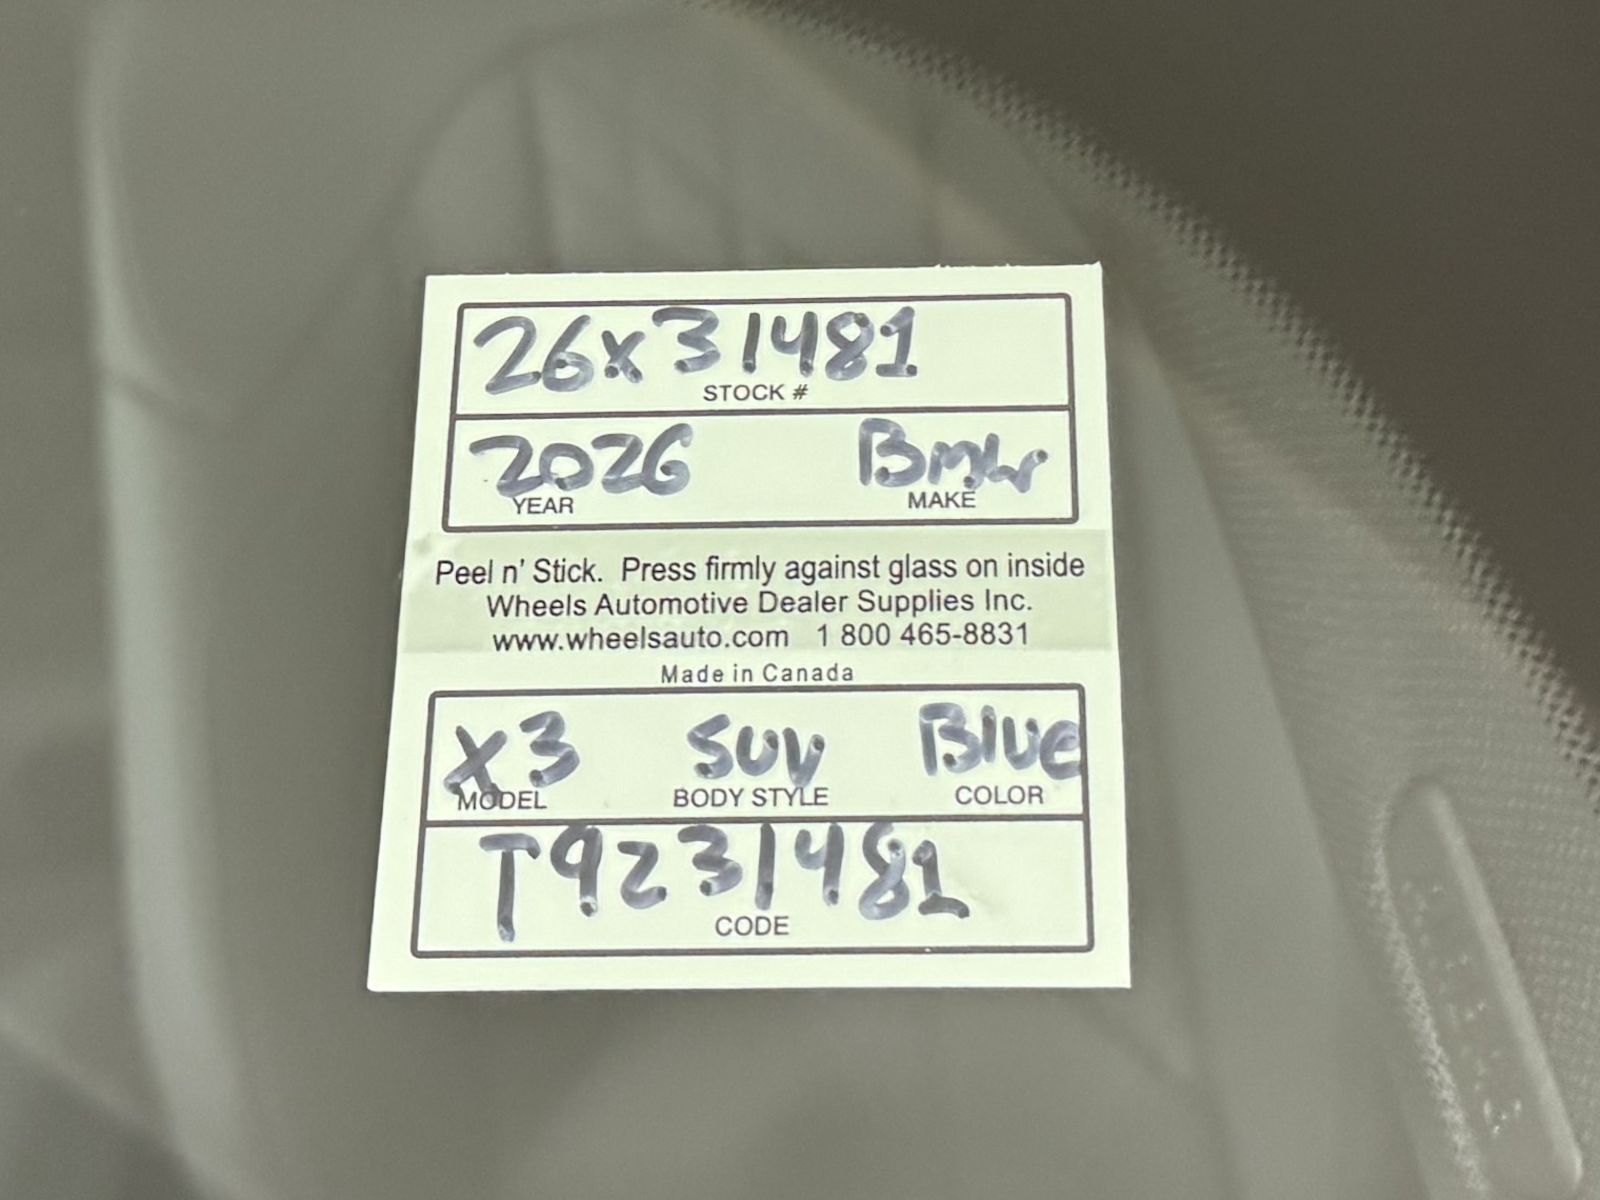 26x31481
STOCK #
2026 Bmw
YEAR MAKE
Peel n' Stick. Press firmly against glass on inside
Wheels Automotive Dealer Supplies Inc.
www.wheelsauto.com 1 800 465-8831
Made in Canada
X3 SUV Blue
MODEL BODY STYLE COLOR
T9231481
CODE